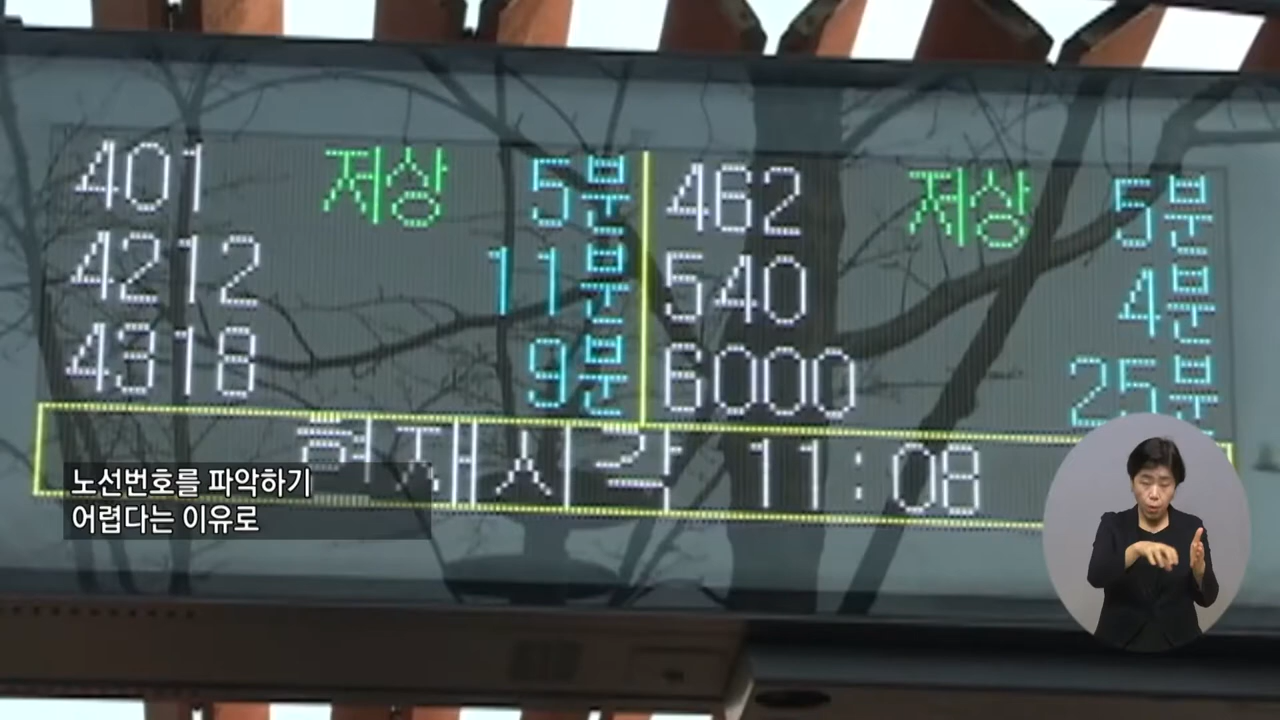 401 저상 5분
4212 11분
4318 9분
462 저상 5분
540 4분
6000 25분
현재시각 11:08
노선번호를 파악하기
어렵다는 이유로